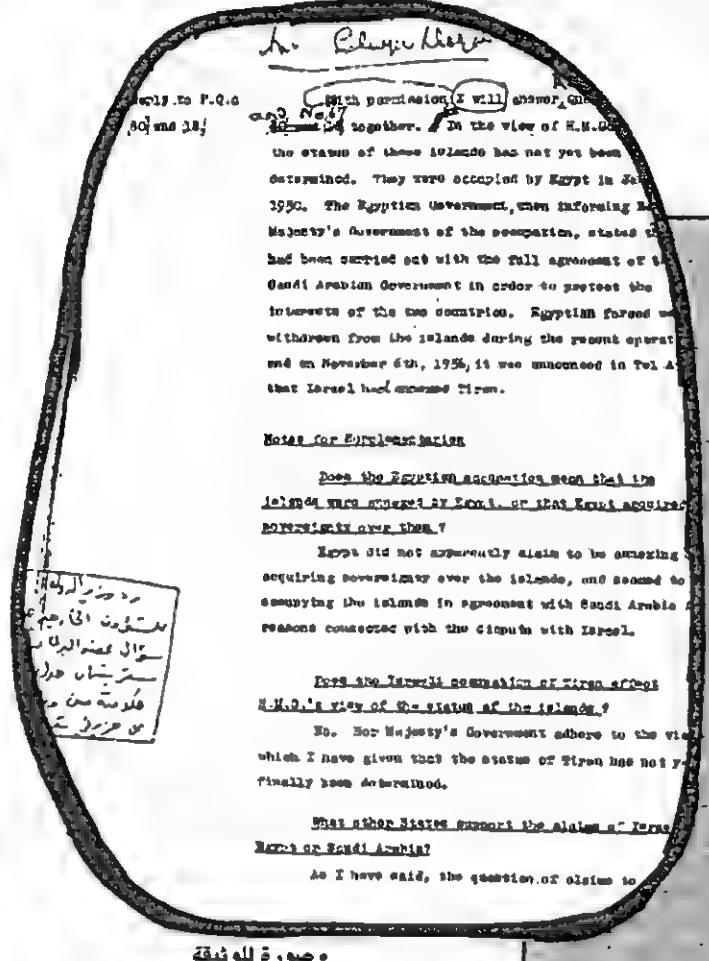 Reply to P.Q.s
30 and 18,
With permission I will answer
and No. 67
together. In the view of H.M.G.
the status of these islands has not yet been
determined. They were occupied by Egypt in
1950. The Egyptian Government, when informing
Majesty's Government of the occupation, stated
had been carried out with the full agreement of
Saudi Arabian Government in order to protect the
interests of the two countries. Egyptian forces
withdrawn from the islands during the recent
and on November 6th, 1956, it was announced in Tel
that Israel had annexed Tiran.
Notes for Supplementaries
Does the Egyptian occupation mean that the
islands were annexed by Egypt, or that Egypt acquired
sovereignty over them?
Egypt did not apparently claim to be annexing
acquiring sovereignty over the islands, and seemed to
occupying the islands in agreement with Saudi Arabia
reasons connected with the dispute with Israel.
Does the Israeli occupation of Tiran affect
H.M.G.'s view of the status of the islands?
No. Her Majesty's Government adhere to the
which I have given that the status of Tiran has not
finally been determined.
What other States support the claims of
Egypt or Saudi Arabia?
As I have said, the question of claims to
رد وزير الدولة
سؤال عضو
حول
صورة للوثيقة